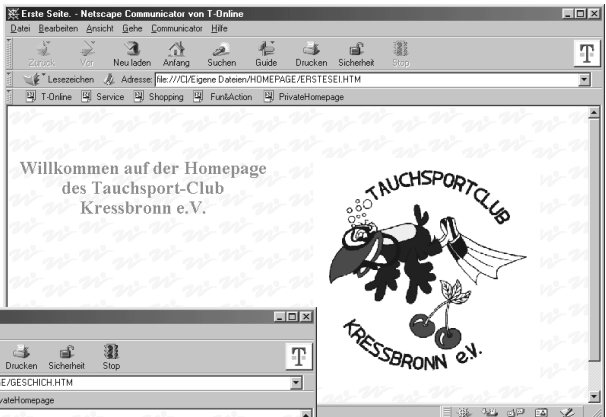 Erste Seite. - Netscape Communicator von T-Online
Datei Bearbeiten Ansicht Gehe Communicator Hilfe
Zurück Vor Neu laden Anfang Suchen Guide Drucken Sicherheit Stop
T
Lesezeichen Adresse: file:///C|/Eigene Dateien/HOMEPAGE/ERSTESEI.HTM
T-Online Service Shopping Fun&Action PrivateHomepage
Willkommen auf der Homepage
des Tauchsport-Club
Kressbronn e.V.
TAUCHSPORTCLUB
KRESSBRONN e.V.
Drucken Sicherheit Stop
T
E/GESCHICH.HTM
vateHomepage